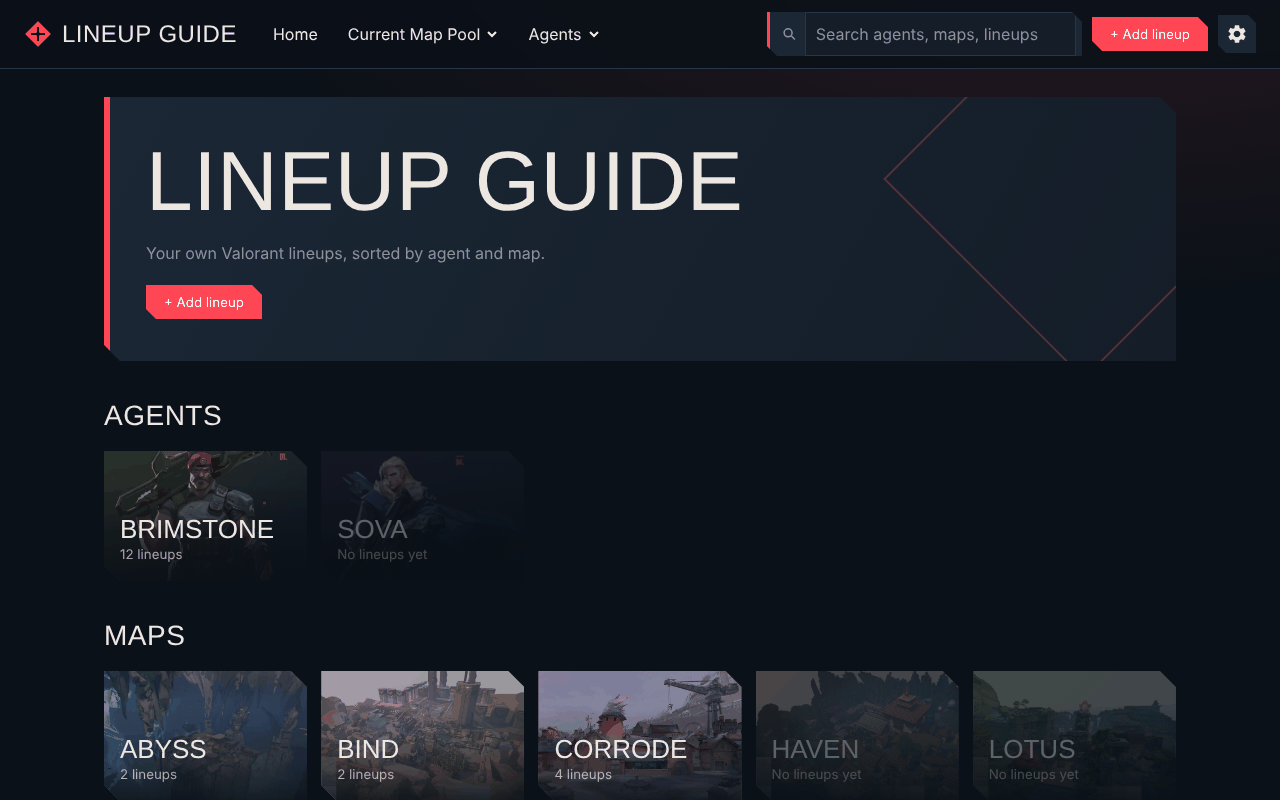 LINEUP GUIDE
Home
Current Map Pool
Agents
Search agents, maps, lineups
+ Add lineup
LINEUP GUIDE
Your own Valorant lineups, sorted by agent and map.
+ Add lineup
AGENTS
BRIMSTONE
12 lineups
SOVA
No lineups yet
MAPS
ABYSS
2 lineups
BIND
2 lineups
CORRODE
4 lineups
HAVEN
No lineups yet
LOTUS
No lineups yet